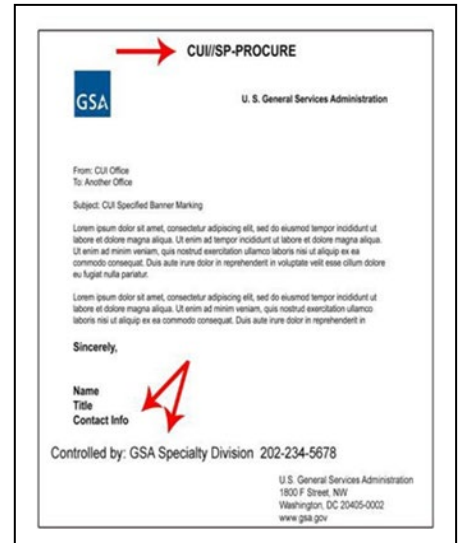 CUI//SP-PROCURE
GSA
U. S. General Services Administration
From: CUI Office
To: Another Office
Subject: CUI Specified Banner Marking
Lorem ipsum dolor sit amet, consectetur adipiscing elit, sed do eiusmod tempor incididunt ut
labore et dolore magna aliqua. Ut enim ad tempor incididunt ut labore et dolore magna aliqua.
Ut enim ad minim veniam, quis nostrud exercitation ullamco laboris nisi ut aliquip ex ea
commodo consequat. Duis aute irure dolor in reprehenderit in voluptate velit esse cillum dolore
eu fugiat nulla pariatur.
Lorem ipsum dolor sit amet, consectetur adipiscing elit, sed do eiusmod tempor incididunt ut
labore et dolore magna aliqua. Ut enim ad minim veniam, quis nostrud exercitation ullamco
laboris nisi ut aliquip ex ea commodo consequat. Duis aute irure dolor in reprehenderit in
Sincerely,
Name
Title
Contact Info
Controlled by: GSA Specialty Division 202-234-5678
U.S. General Services Administration
1800 F Street, NW
Washington, DC 20405-0002
www.gsa.gov